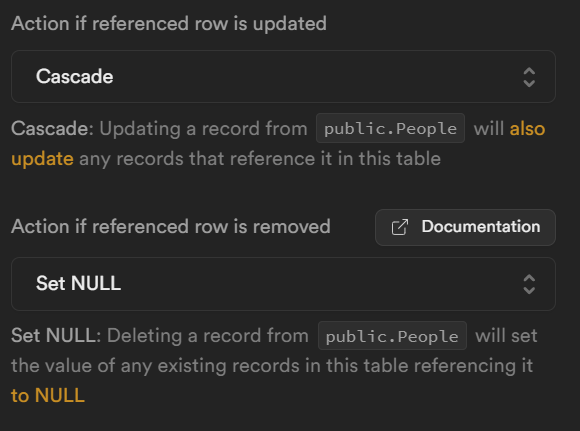 Action if referenced row is updated
Cascade
Cascade: Updating a record from public.People will also
update any records that reference it in this table
Action if referenced row is removed
Documentation
Set NULL
Set NULL: Deleting a record from public.People will set
the value of any existing records in this table referencing it
to NULL